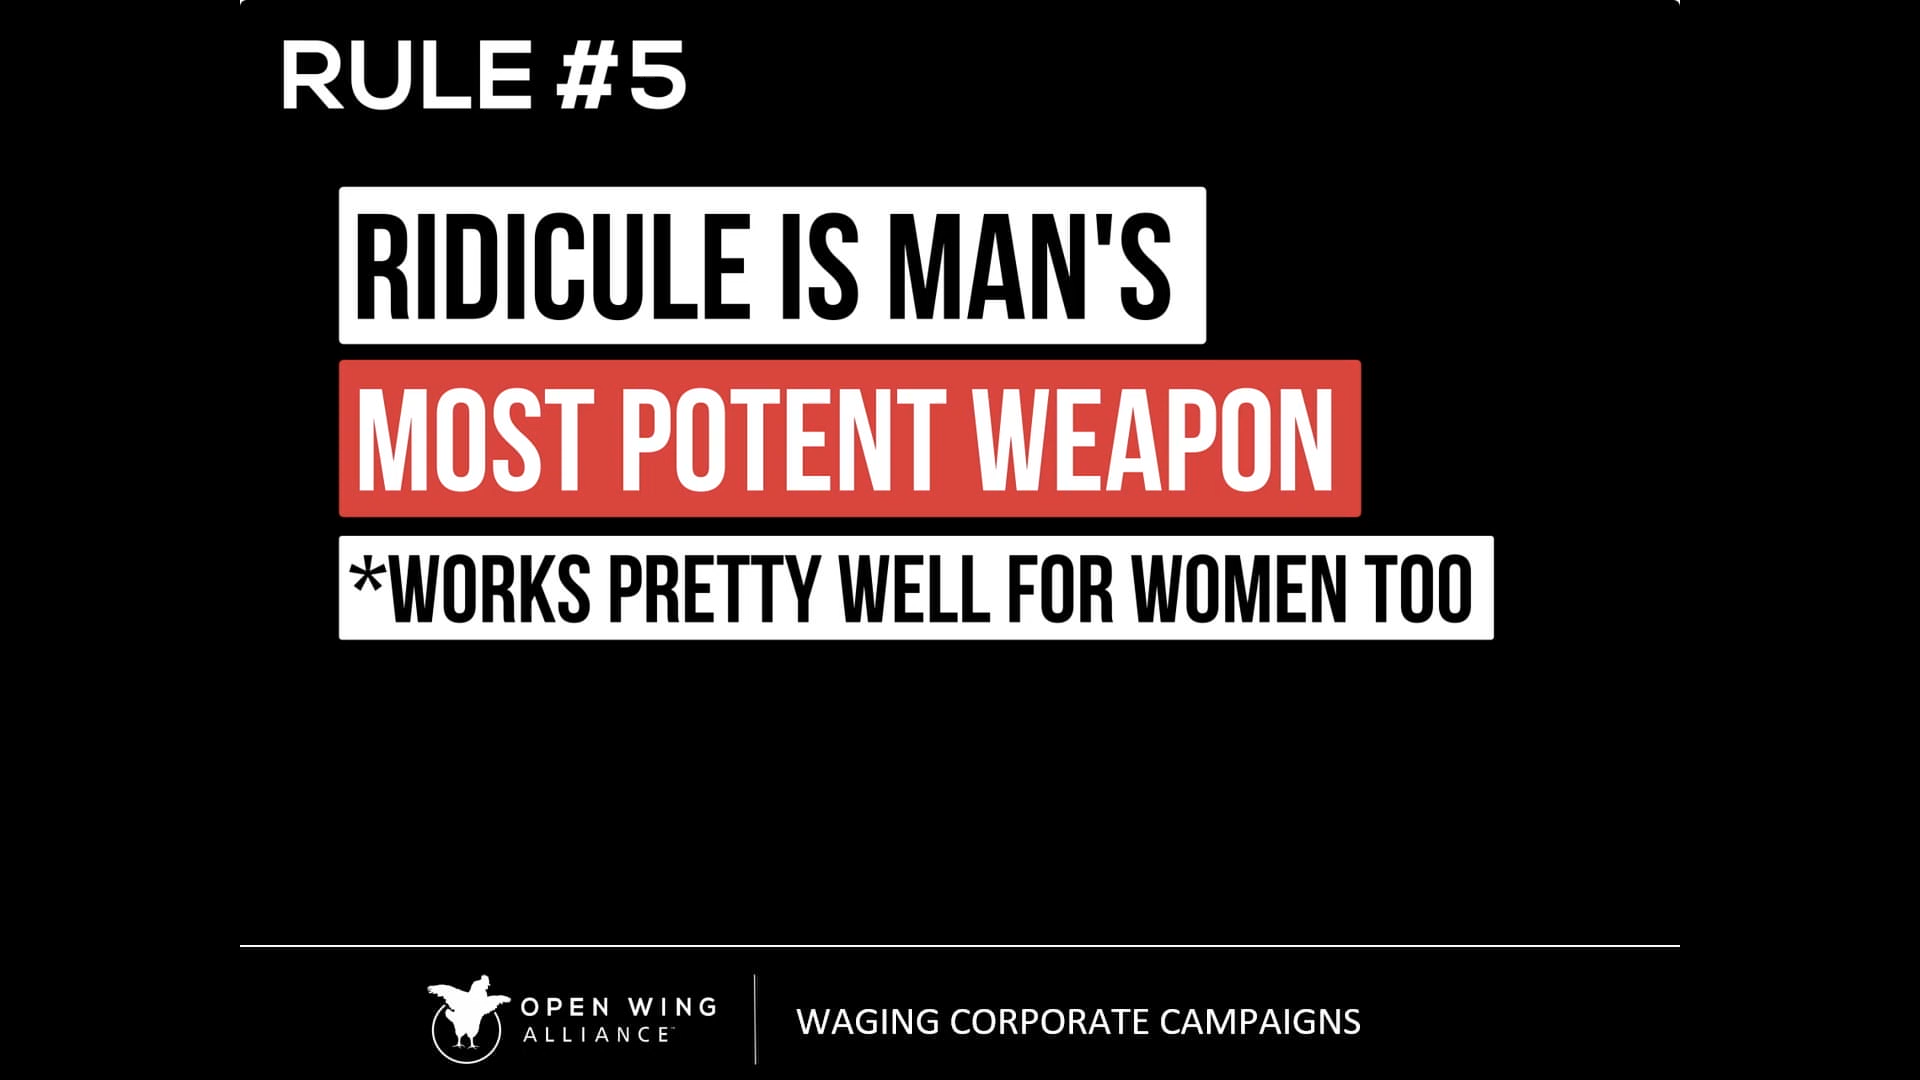 RULE #5
RIDICULE IS MAN'S
MOST POTENT WEAPON
*WORKS PRETTY WELL FOR WOMEN TOO
OPEN WING
ALLIANCE™
WAGING CORPORATE CAMPAIGNS